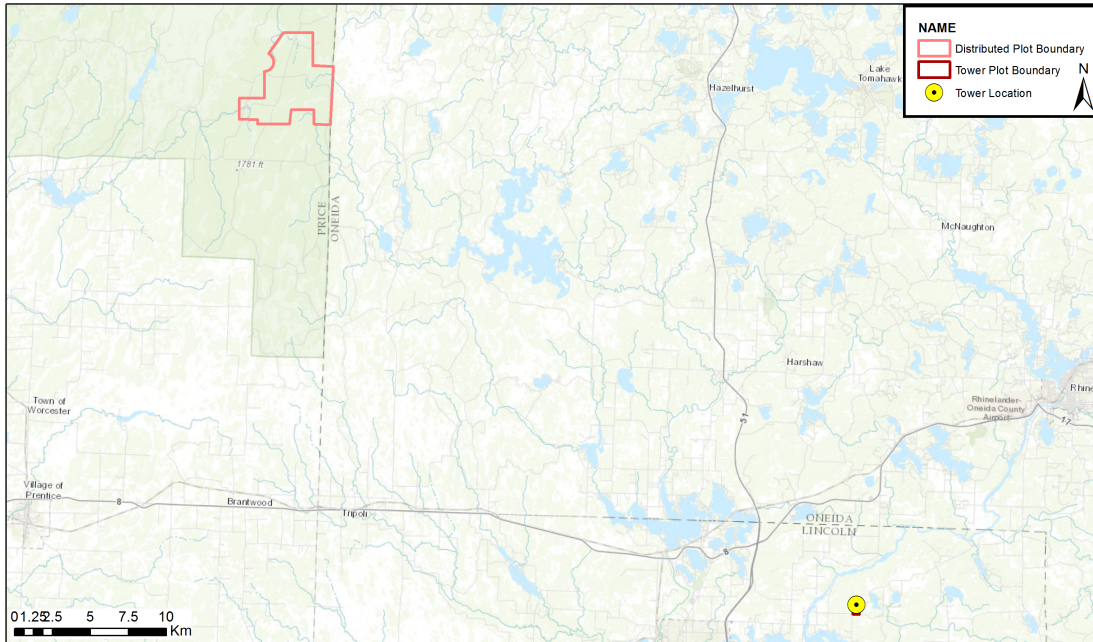 NAME
Distributed Plot Boundary
Tower Plot Boundary
Tower Location
N
Lake
Tomahawk
Hazelhurst
1781 ft
PRICE
ONEIDA
McNaughton
Harshaw
Rhine
Rhinelander-
Oneida County
Airport
17
51
Town of
Worcester
Village of
Prentice
8
Brantwood
Tripoli
ONEIDA
LINCOLN
8
0 1.25 2.5 5 7.5 10
Km